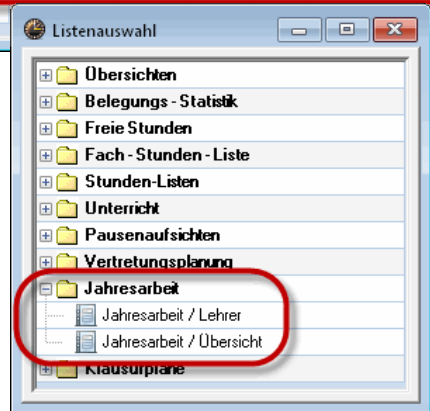 Listenauswahl
Übersichten
Belegungs - Statistik
Freie Stunden
Fach - Stunden - Liste
Stunden-Listen
Unterricht
Pausenaufsichten
Vertretungsplanung
Jahresarbeit
Jahresarbeit / Lehrer
Jahresarbeit / Übersicht
Klausurpläne